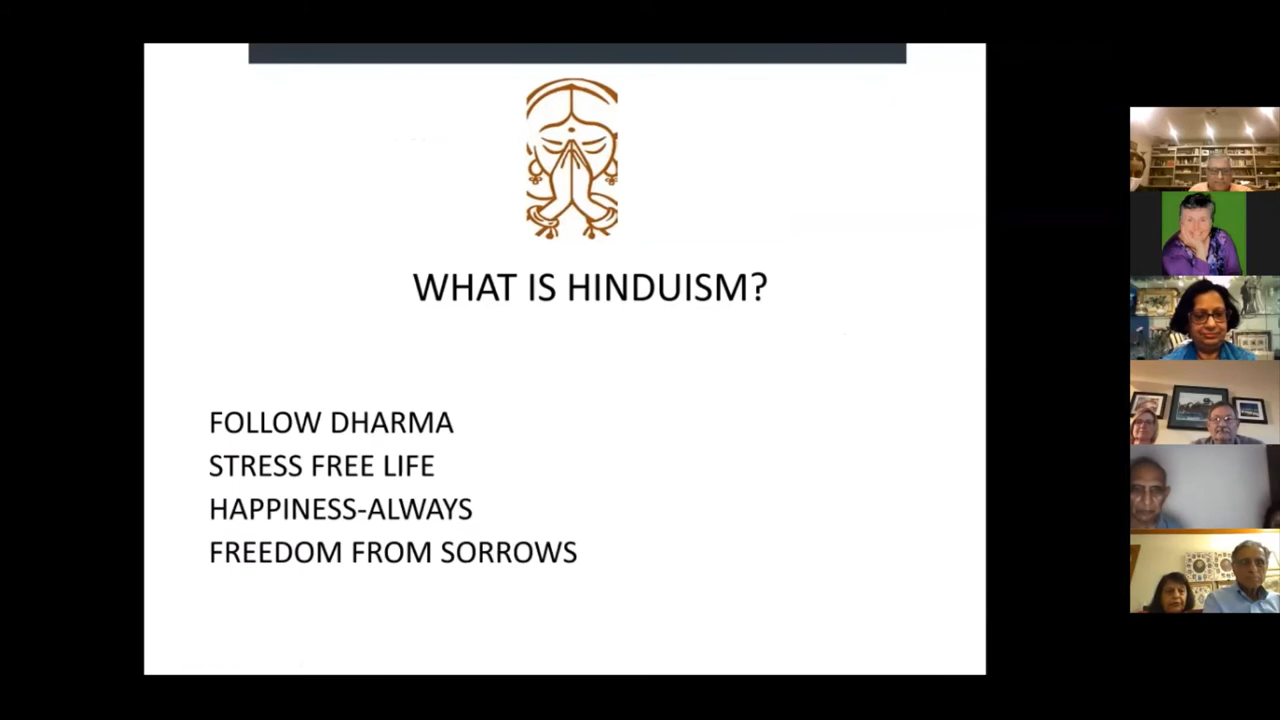 WHAT IS HINDUISM?
FOLLOW DHARMA
STRESS FREE LIFE
HAPPINESS-ALWAYS
FREEDOM FROM SORROWS